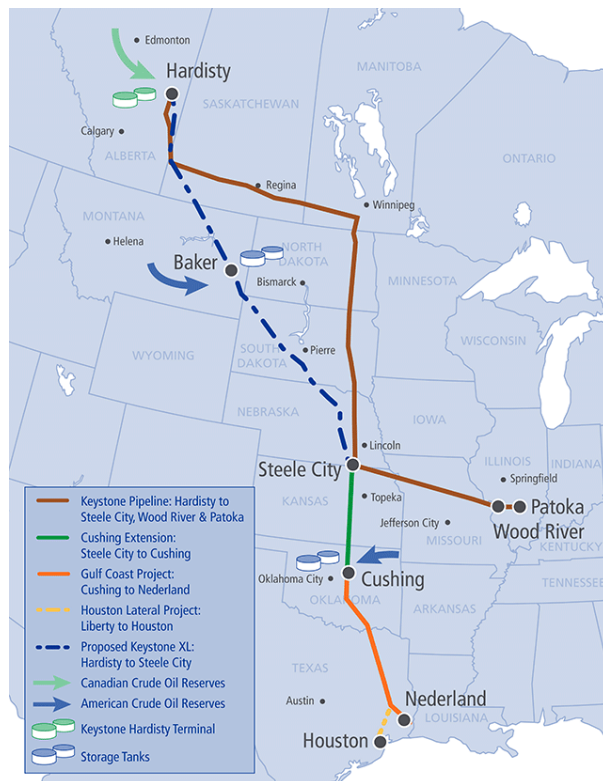 Edmonton
MANITOBA
Hardisty
SASKATCHEWAN
Calgary
ALBERTA
ONTARIO
Regina
Winnipeg
MONTANA
Helena
NORTH
DAKOTA
Baker
Bismarck
MINNESOTA
WISCONSIN
WYOMING
SOUTH
DAKOTA
Pierre
NEBRASKA
IOWA
Lincoln
Steele City
ILLINOIS
INDIANA
Springfield
KANSAS
Topeka
Patoka
Wood River
Jefferson City
MISSOURI
KENTUCKY
Oklahoma City
Cushing
OKLAHOMA
TENNESSEE
ARKANSAS
TEXAS
Austin
Nederland
LOUISIANA
Houston
Keystone Pipeline: Hardisty to
Steele City, Wood River & Patoka
Cushing Extension:
Steele City to Cushing
Gulf Coast Project:
Cushing to Nederland
Houston Lateral Project:
Liberty to Houston
Proposed Keystone XL:
Hardisty to Steele City
Canadian Crude Oil Reserves
American Crude Oil Reserves
Keystone Hardisty Terminal
Storage Tanks